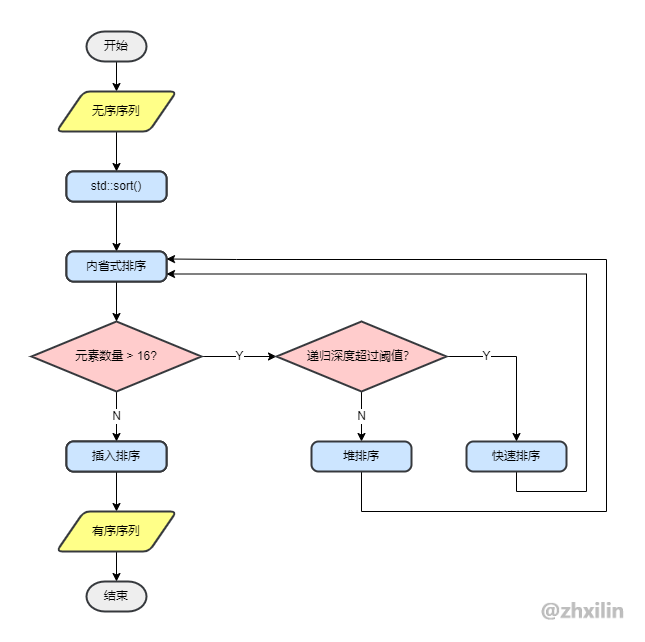 开始
无序序列
std::sort()
内省式排序
元素数量 > 16?
Y
递归深度超过阈值?
Y
N
N
插入排序
堆排序
快速排序
有序序列
结束
@zhxilin